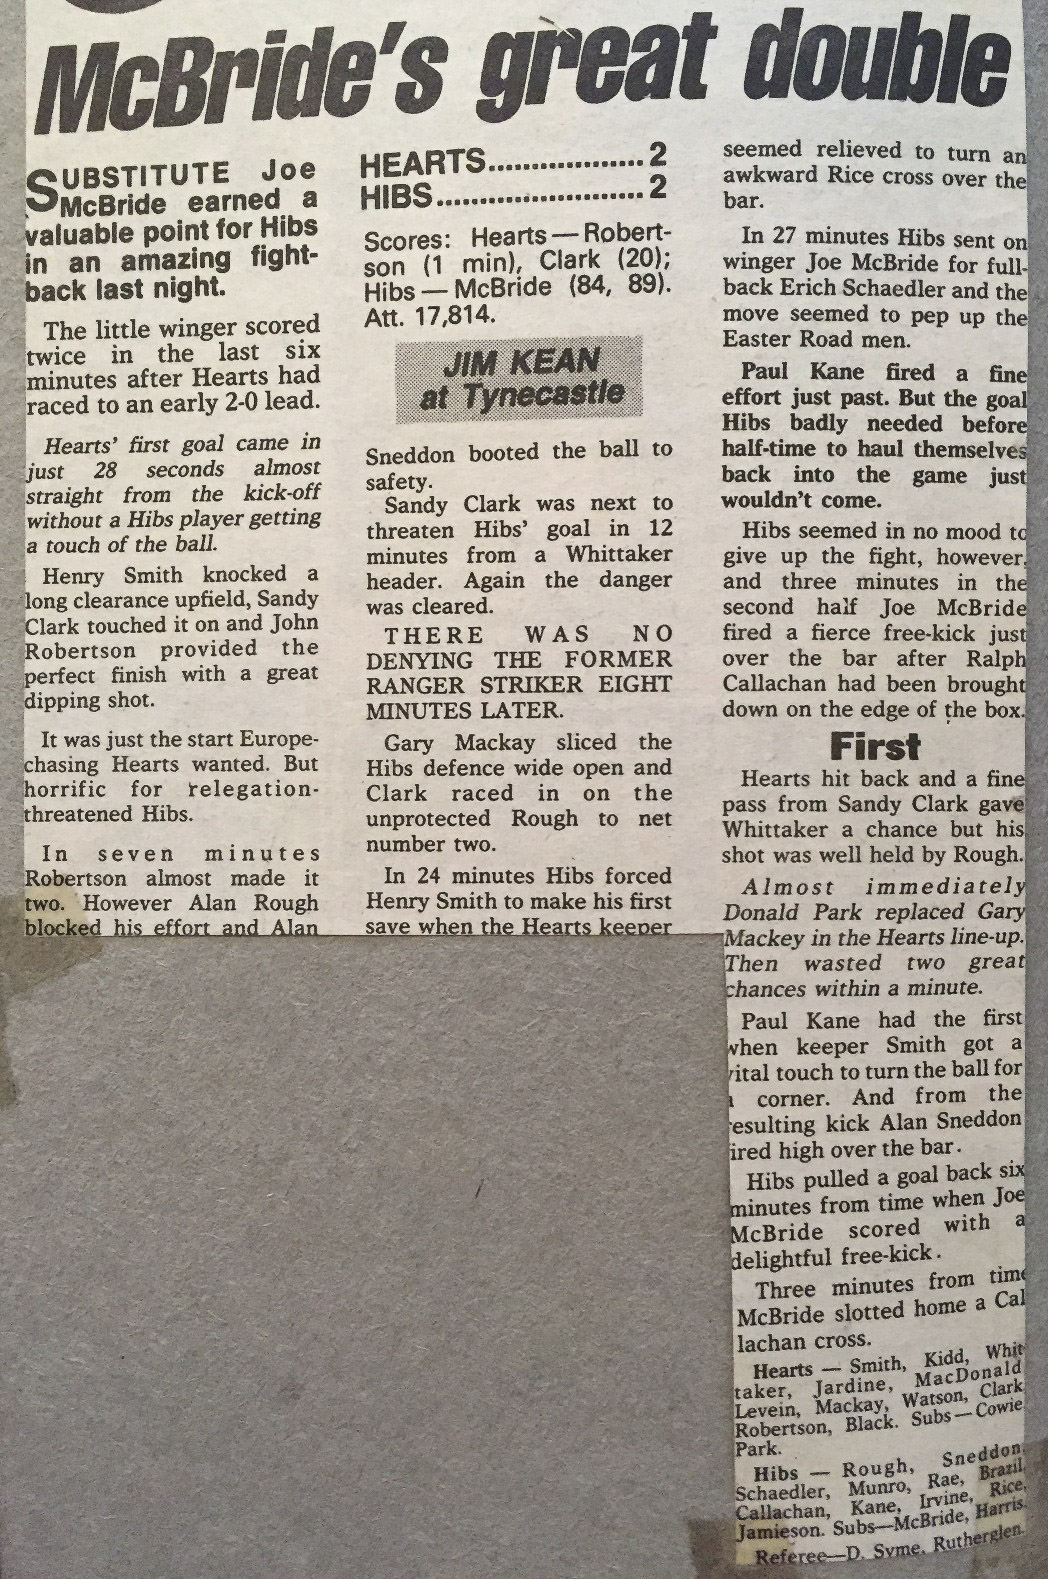 McBride's great double
SUBSTITUTE Joe
McBride earned a
valuable point for Hibs
in an amazing fight-
back last night.
The little winger scored
twice in the last six
minutes after Hearts had
raced to an early 2-0 lead.
Hearts' first goal came in
just 28 seconds almost
straight from the kick-off
without a Hibs player getting
a touch of the ball.
Henry Smith knocked a
long clearance upfield, Sandy
Clark touched it on and John
Robertson provided the
perfect finish with a great
dipping shot.
It was just the start Europe-
chasing Hearts wanted. But
horrific for relegation-
threatened Hibs.
In seven minutes
Robertson almost made it
two. However Alan Rough
blocked his effort and Alan
HEARTS...................2
HIBS........................2
Scores: Hearts — Robert-
son (1 min), Clark (20);
Hibs — McBride (84, 89).
Att. 17,814.
JIM KEAN
at Tynecastle
Sneddon booted the ball to
safety.
Sandy Clark was next to
threaten Hibs' goal in 12
minutes from a Whittaker
header. Again the danger
was cleared.
THERE WAS NO
DENYING THE FORMER
RANGER STRIKER EIGHT
MINUTES LATER.
Gary Mackay sliced the
Hibs defence wide open and
Clark raced in on the
unprotected Rough to net
number two.
In 24 minutes Hibs forced
Henry Smith to make his first
save when the Hearts keeper
seemed relieved to turn an
awkward Rice cross over the
bar.
In 27 minutes Hibs sent on
winger Joe McBride for full-
back Erich Schaedler and the
move seemed to pep up the
Easter Road men.
Paul Kane fired a fine
effort just past. But the goal
Hibs badly needed before
half-time to haul themselves
back into the game just
wouldn't come.
Hibs seemed in no mood to
give up the fight, however,
and three minutes in the
second half Joe McBride
fired a fierce free-kick just
over the bar after Ralph
Callachan had been brought
down on the edge of the box.
First
Hearts hit back and a fine
pass from Sandy Clark gave
Whittaker a chance but his
shot was well held by Rough.
Almost immediately
Donald Park replaced Gary
Mackey in the Hearts line-up.
Then wasted two great
chances within a minute.
Paul Kane had the first
when keeper Smith got a
vital touch to turn the ball for
a corner. And from the
resulting kick Alan Sneddon
fired high over the bar.
Hibs pulled a goal back six
minutes from time when Joe
McBride scored with a
delightful free-kick.
Three minutes from time
McBride slotted home a Cal
lachan cross.
Hearts — Smith, Kidd, Whit
taker, Jardine, MacDonald
Levein, Mackay, Watson, Clark
Robertson, Black. Subs — Cowie
Park.
Hibs — Rough, Sneddon,
Schaedler, Munro, Rae, Brazil,
Callachan, Kane, Irvine, Rice,
Jamieson. Subs—McBride, Harris.
Referee—D. Syme, Rutherglen.